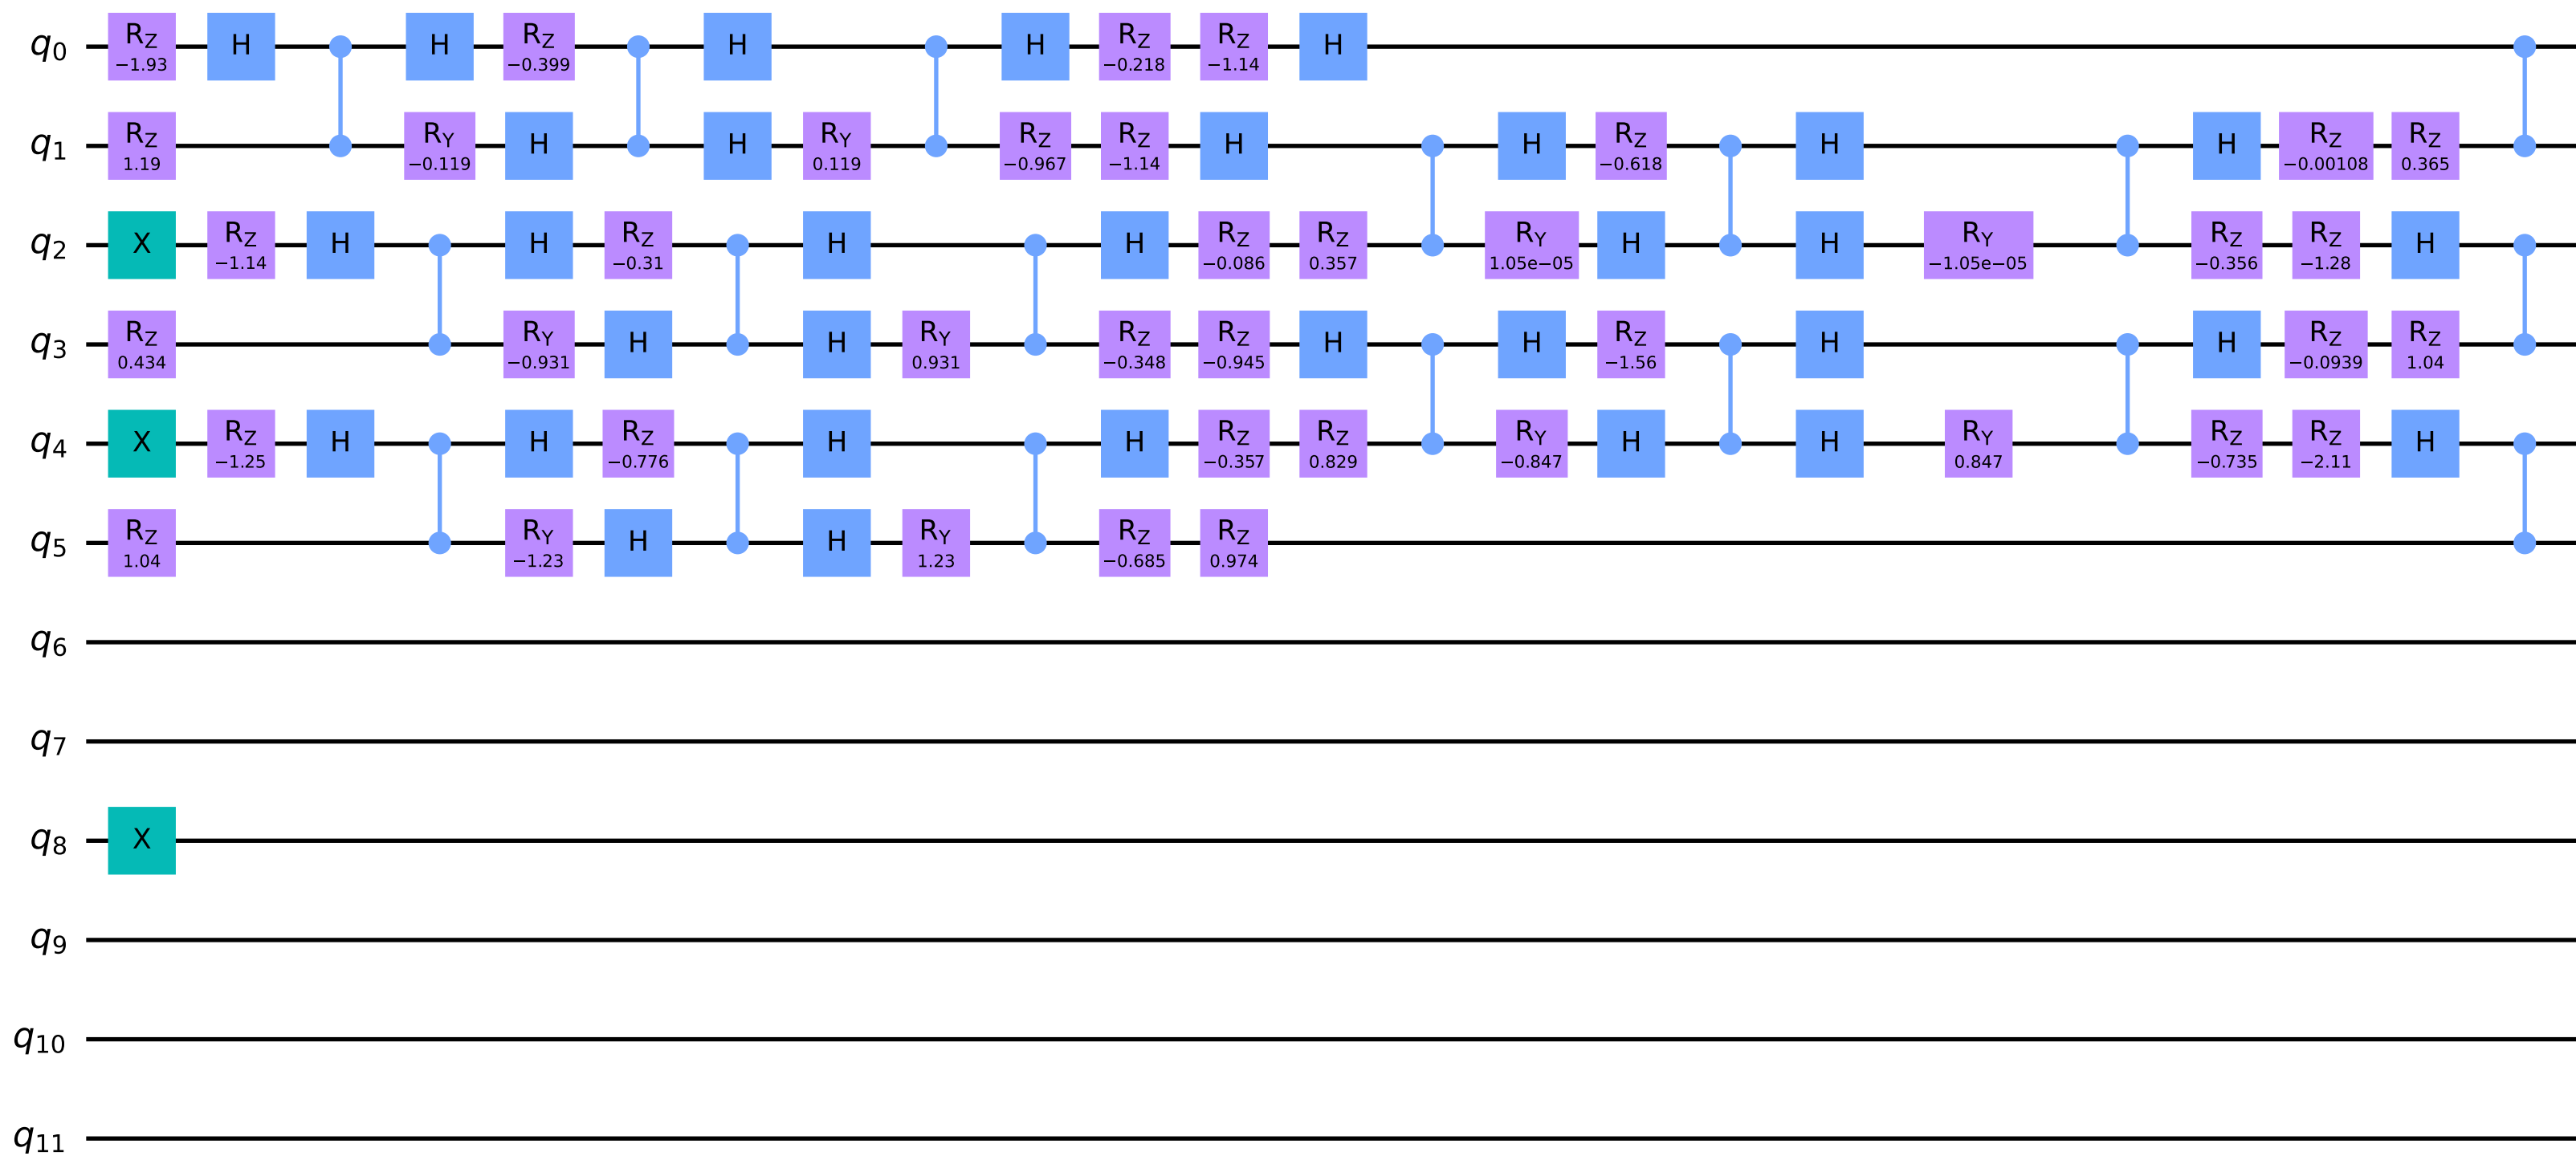 q0 RZ −1.93 H H RZ −0.399 H H RZ −0.218 RZ −1.14 H
q1 RZ 1.19 RY −0.119 H H RY 0.119 RZ −0.967 RZ −1.14 H H RZ −0.618 H H RZ −0.00108 RZ 0.365
q2 X RZ −1.14 H H RZ −0.31 H H RZ −0.086 RZ 0.357 RY 1.05e−05 H H RY −1.05e−05 RZ −0.356 RZ −1.28 H
q3 RZ 0.434 RY −0.931 H H RY 0.931 RZ −0.348 RZ −0.945 H H RZ −1.56 H H RZ −0.0939 RZ 1.04
q4 X RZ −1.25 H H RZ −0.776 H H RZ −0.357 RZ 0.829 RY −0.847 H H RY 0.847 RZ −0.735 RZ −2.11 H
q5 RZ 1.04 RY −1.23 H H RY 1.23 RZ −0.685 RZ 0.974
q6
q7
q8 X
q9
q10
q11